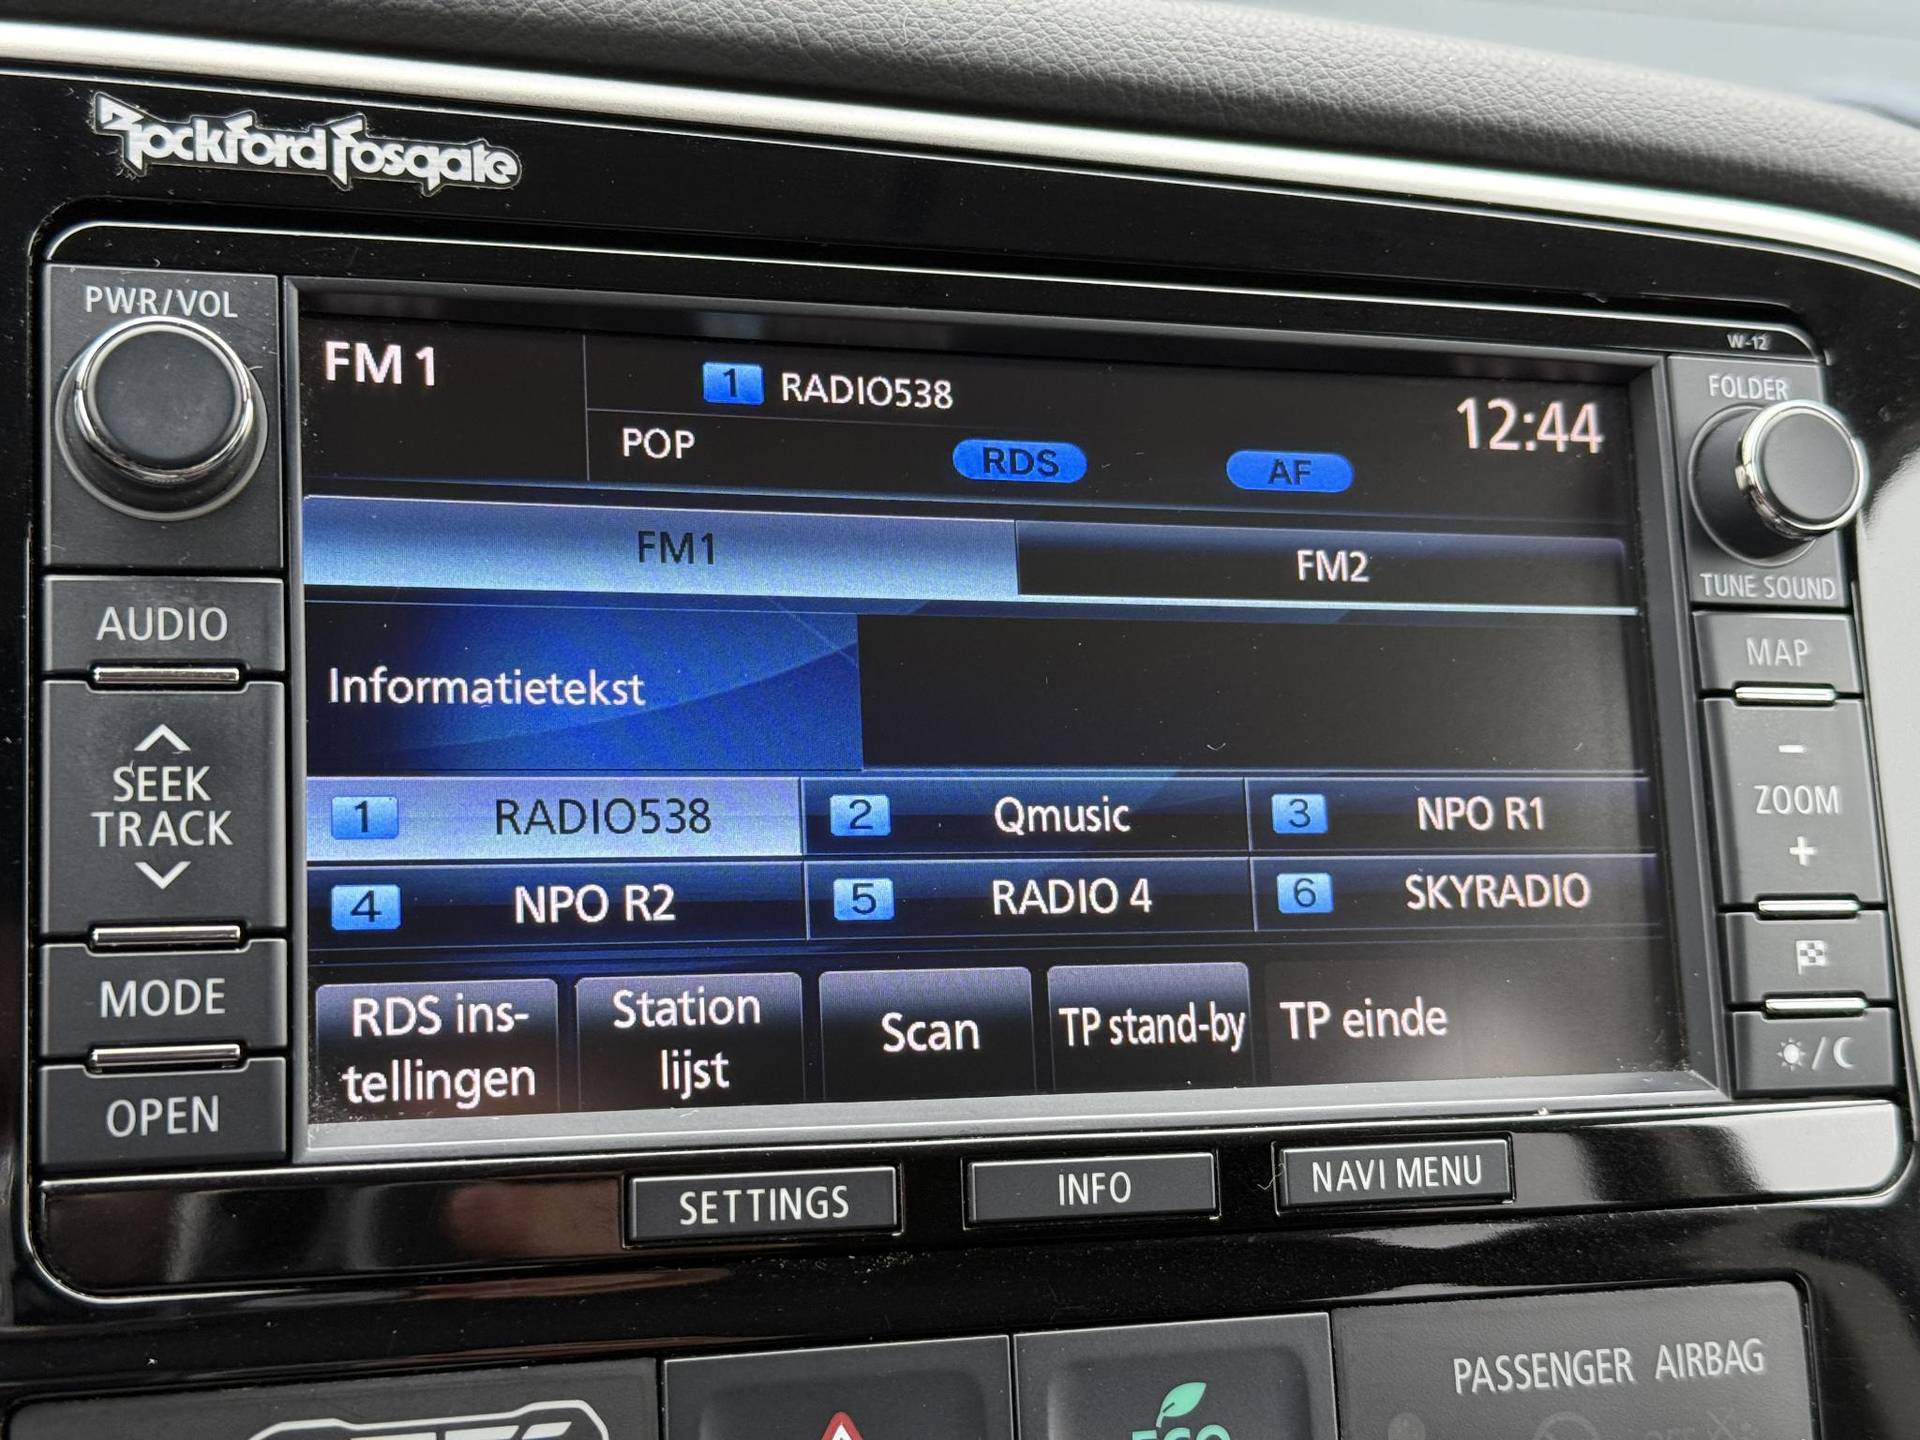 Rockford Fosgate
PWR/VOL
W-12
FOLDER
FM 1
1 RADIO538
12:44
POP
RDS
AF
FM1
FM2
TUNE SOUND
AUDIO
MAP
Informatietekst
SEEK
TRACK
-
ZOOM
+
1 RADIO538
2 Qmusic
3 NPO R1
4 NPO R2
5 RADIO 4
6 SKYRADIO
MODE
RDS ins-
tellingen
Station
lijst
Scan
TP stand-by
TP einde
OPEN
SETTINGS
INFO
NAVI MENU
PASSENGER AIRBAG
ECO